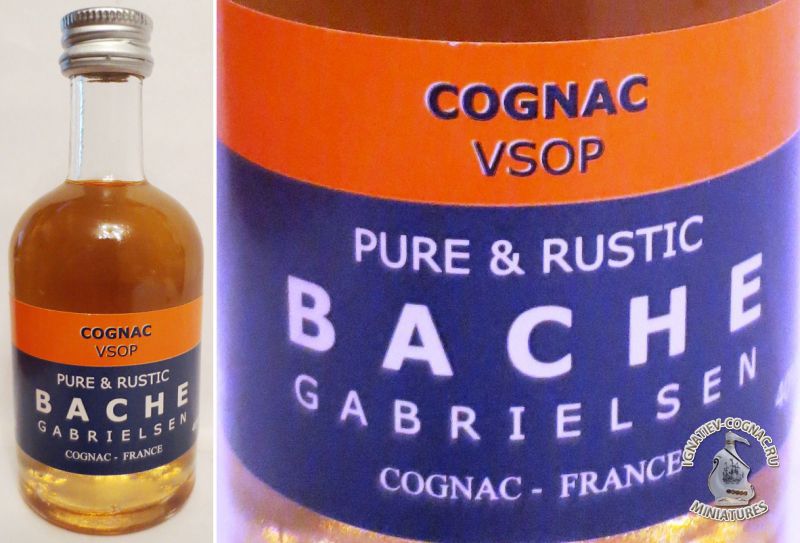 COGNAC
VSOP
PURE & RUSTIC
BACHE
GABRIELSEN
COGNAC - FRANCE
COGNAC
VSOP
PURE & RUSTIC
BACHE
GABRIELSEN
COGNAC - FRANCE
IGNATIEV-COGNAC.RU
MINIATURES